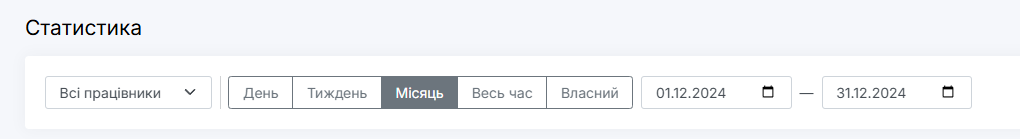 Статистика
Всі працівники День Тиждень Місяць Весь час Власний 01.12.2024 — 31.12.2024